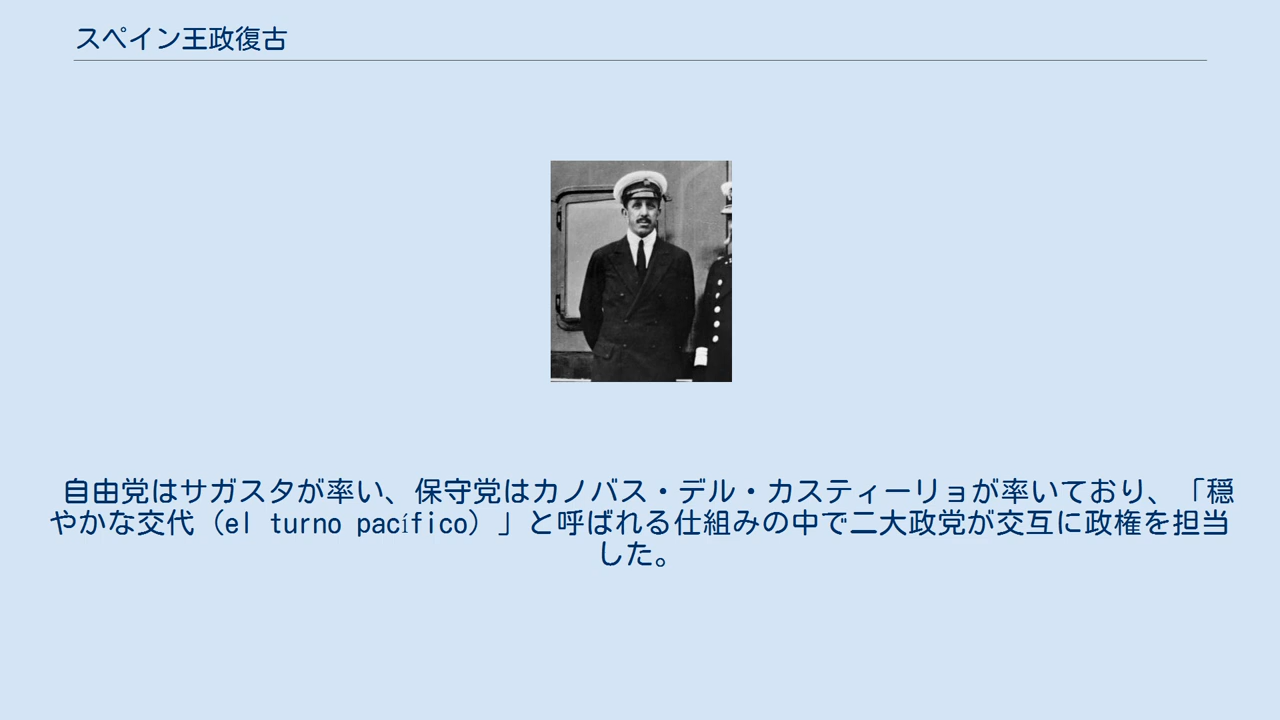 スペイン王政復古
自由党はサガスタが率い、保守党はカノバス・デル・カスティーリョが率いており、「穏
やかな交代（el turno pacífico）」と呼ばれる仕組みの中で二大政党が交互に政権を担当
した。